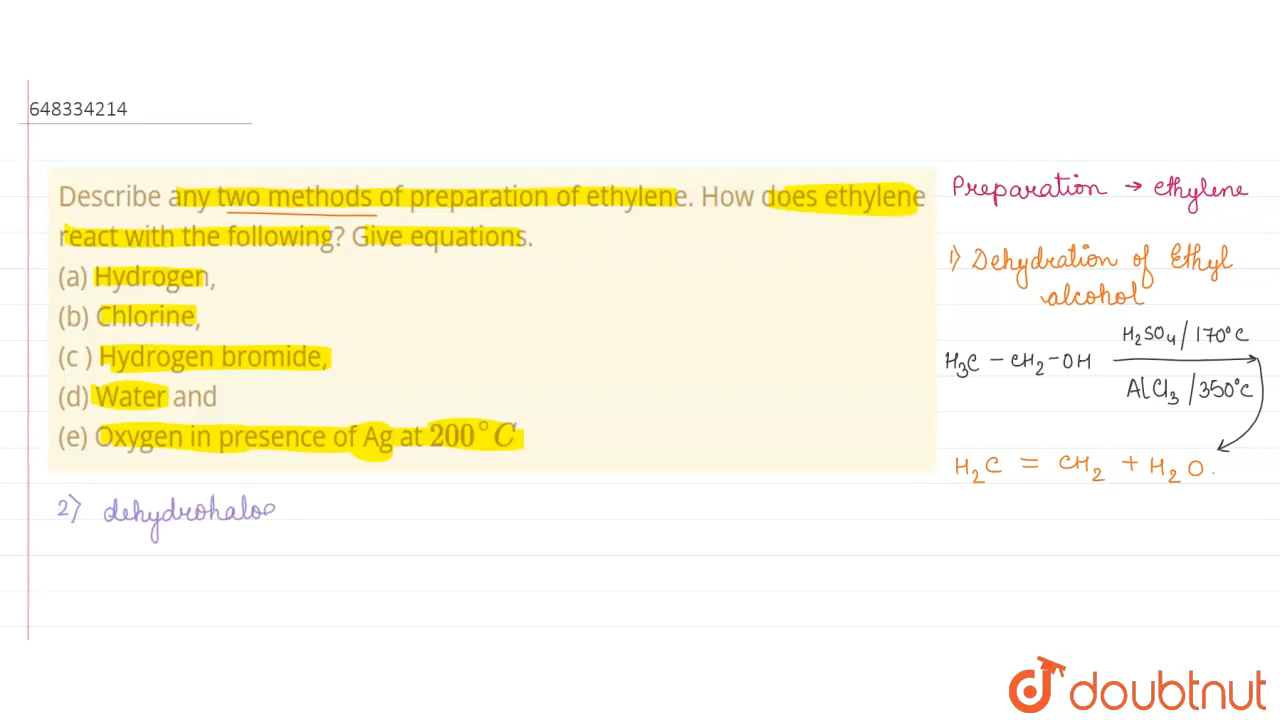 648334214
Describe any two methods of preparation of ethylene. How does ethylene
react with the following? Give equations.
(a) Hydrogen,
(b) Chlorine,
(c ) Hydrogen bromide,
(d) Water and
(e) Oxygen in presence of Ag at 200°C
2) dehydrohalo
Preparation → ethylene
1) Dehydration of Ethyl
alcohol
H₃C – CH₂ – OH
H₂SO₄ / 170°C
AlCl₃ / 350°C
H₂C = CH₂ + H₂O.
doubtnut